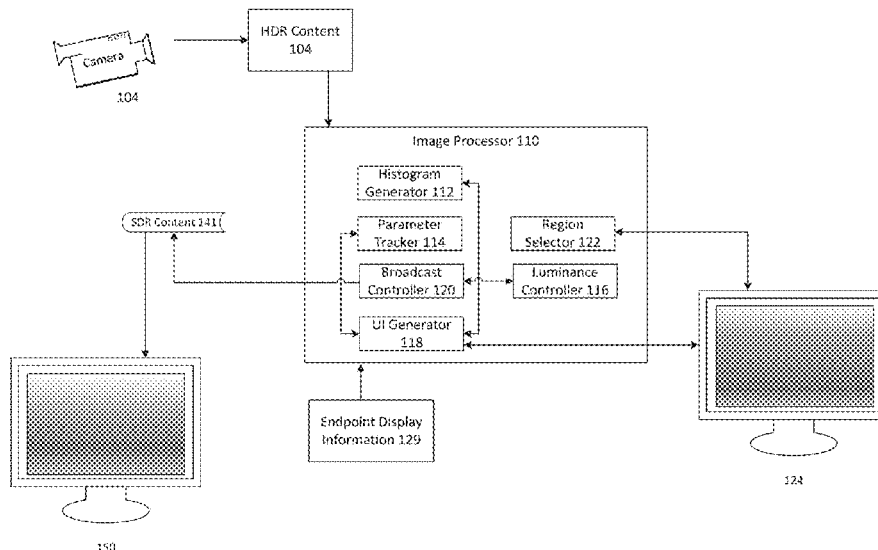 HDR Content
104
Camera
104
Image Processor 110
Histogram
Generator 112
SDR Content 141
Parameter
Tracker 114
Region
Selector 122
Broadcast
Controller 120
Luminance
Controller 116
UI Generator
118
Endpoint Display
Information 129
124
150